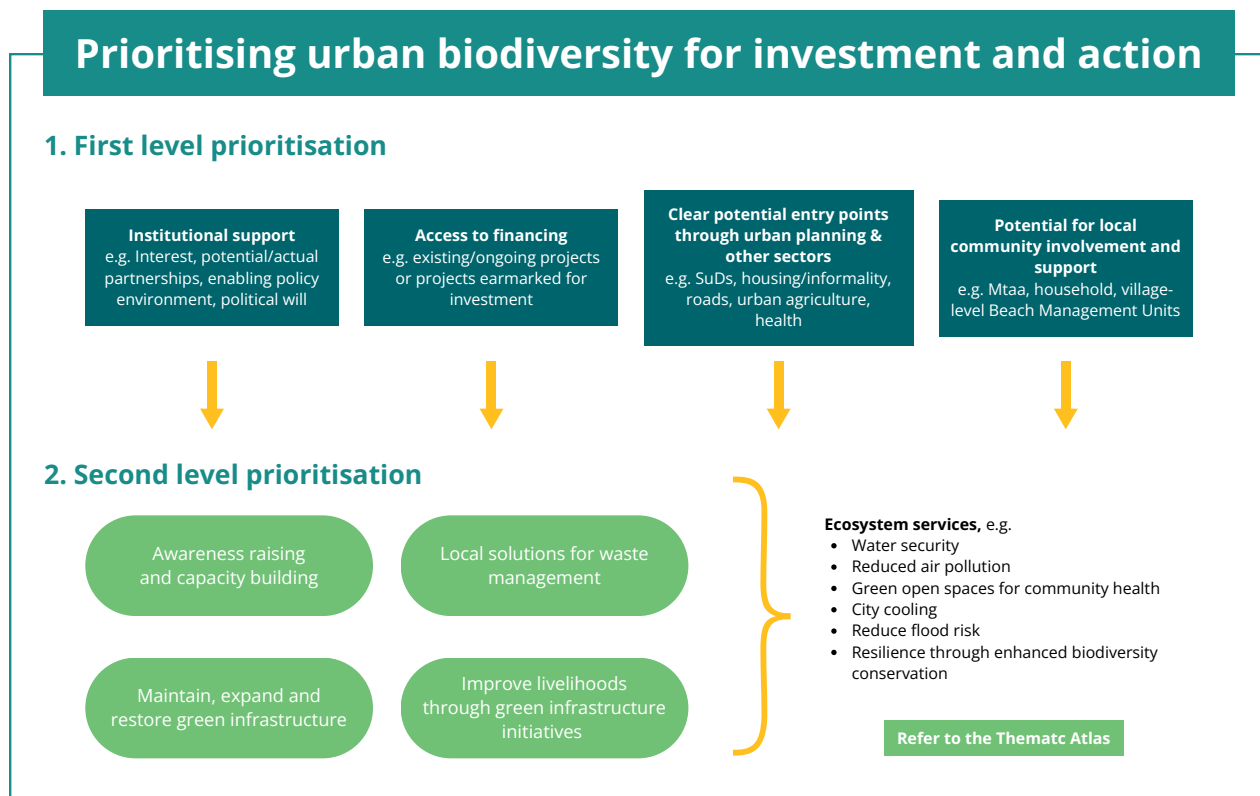 Prioritising urban biodiversity for investment and action
1. First level prioritisation
Institutional support
e.g. Interest, potential/actual
partnerships, enabling policy
environment, political will
Access to financing
e.g. existing/ongoing projects
or projects earmarked for
investment
Clear potential entry points
through urban planning &
other sectors
e.g. SuDs, housing/informality,
roads, urban agriculture,
health
Potential for local
community involvement and
support
e.g. Mtaa, household, village-
level Beach Management Units
2. Second level prioritisation
Awareness raising
and capacity building
Local solutions for waste
management
Maintain, expand and
restore green infrastructure
Improve livelihoods
through green infrastructure
initiatives
Ecosystem services, e.g.
• Water security
• Reduced air pollution
• Green open spaces for community health
• City cooling
• Reduce flood risk
• Resilience through enhanced biodiversity
conservation
Refer to the Thematc Atlas